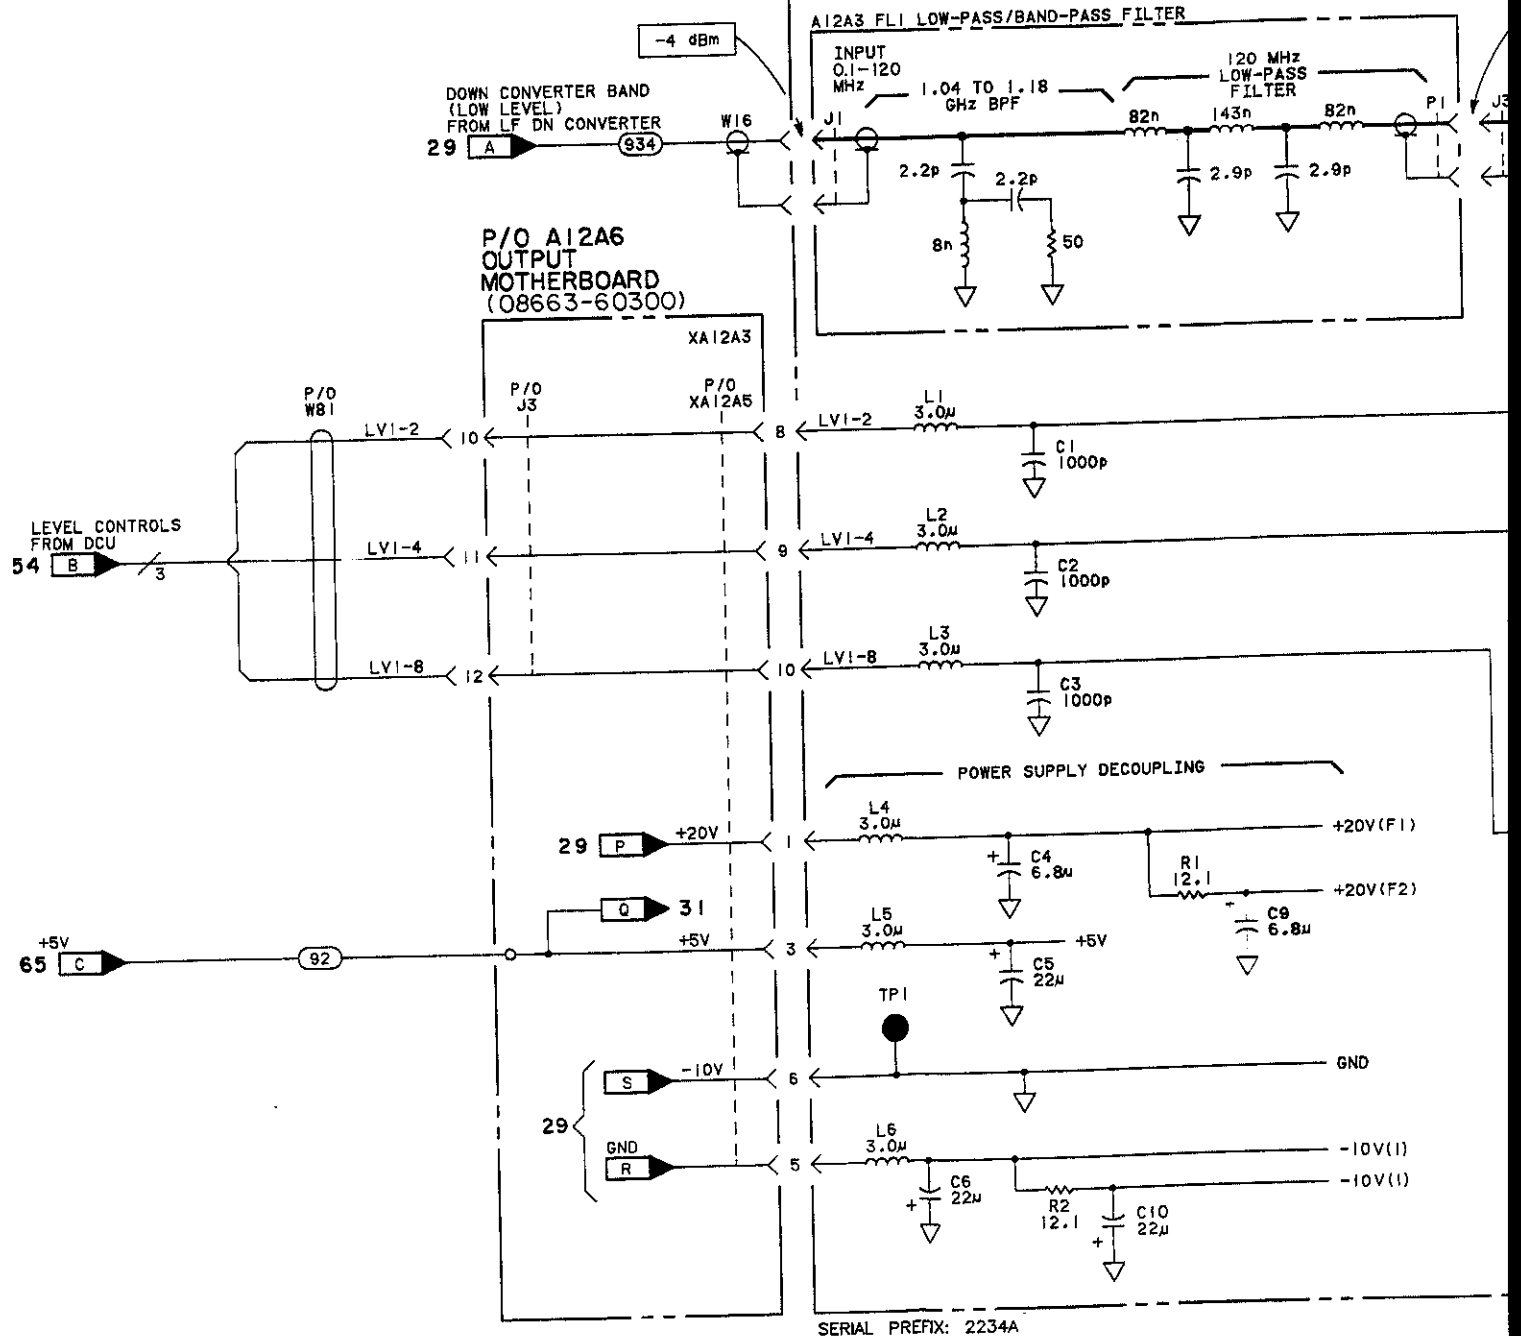 A12A3 FL1 LOW-PASS/BAND-PASS FILTER
-4 dBm
INPUT
0.1-120
MHz
1.04 TO 1.18
GHz BPF
120 MHz
LOW-PASS
FILTER
DOWN CONVERTER BAND
(LOW LEVEL)
FROM LF DN CONVERTER
29 A
934
W16
J1
82n
143n
82n
P1
J3
2.2p
2.2p
2.9p
2.9p
8n
50
P/O A12A6
OUTPUT
MOTHERBOARD
(08663-60300)
XA12A3
P/O
W81
P/O
J3
P/O
XA12A5
LV1-2
10
8
LV1-2
L1
3.0µ
C1
1000p
LEVEL CONTROLS
FROM DCU
54 B
3
LV1-4
11
9
LV1-4
L2
3.0µ
C2
1000p
LV1-8
12
10
LV1-8
L3
3.0µ
C3
1000p
POWER SUPPLY DECOUPLING
29 P
+20V
1
L4
3.0µ
+
C4
6.8µ
R1
12.1
+20V(F1)
+20V(F2)
+
C9
6.8µ
Q 31
+5V
65 C
92
+5V
3
L5
3.0µ
+5V
+
C5
22µ
TP1
29
S
-10V
6
GND
GND
R
5
L6
3.0µ
+
C6
22µ
R2
12.1
+
C10
22µ
-10V(1)
-10V(1)
SERIAL PREFIX: 2234A